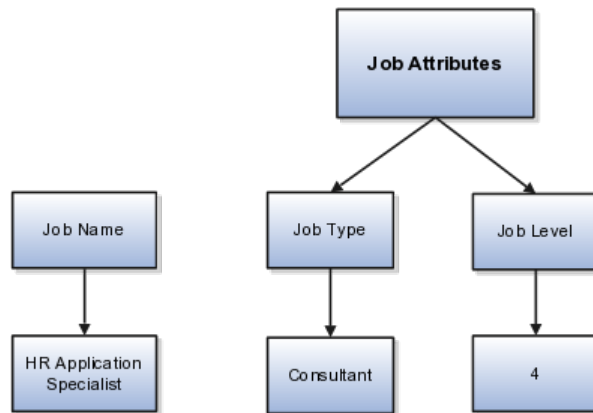 Job Attributes
Job Name
Job Type
Job Level
HR Application
Specialist
Consultant
4